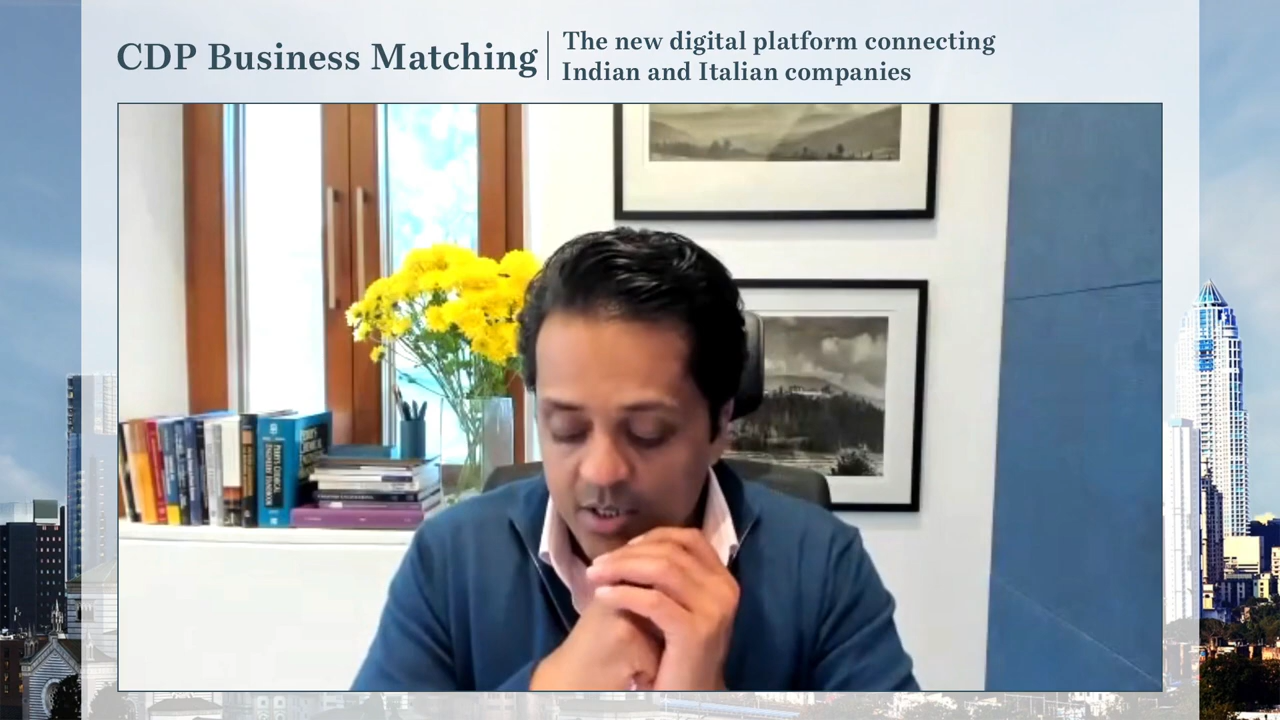 CDP Business Matching
The new digital platform connecting
Indian and Italian companies